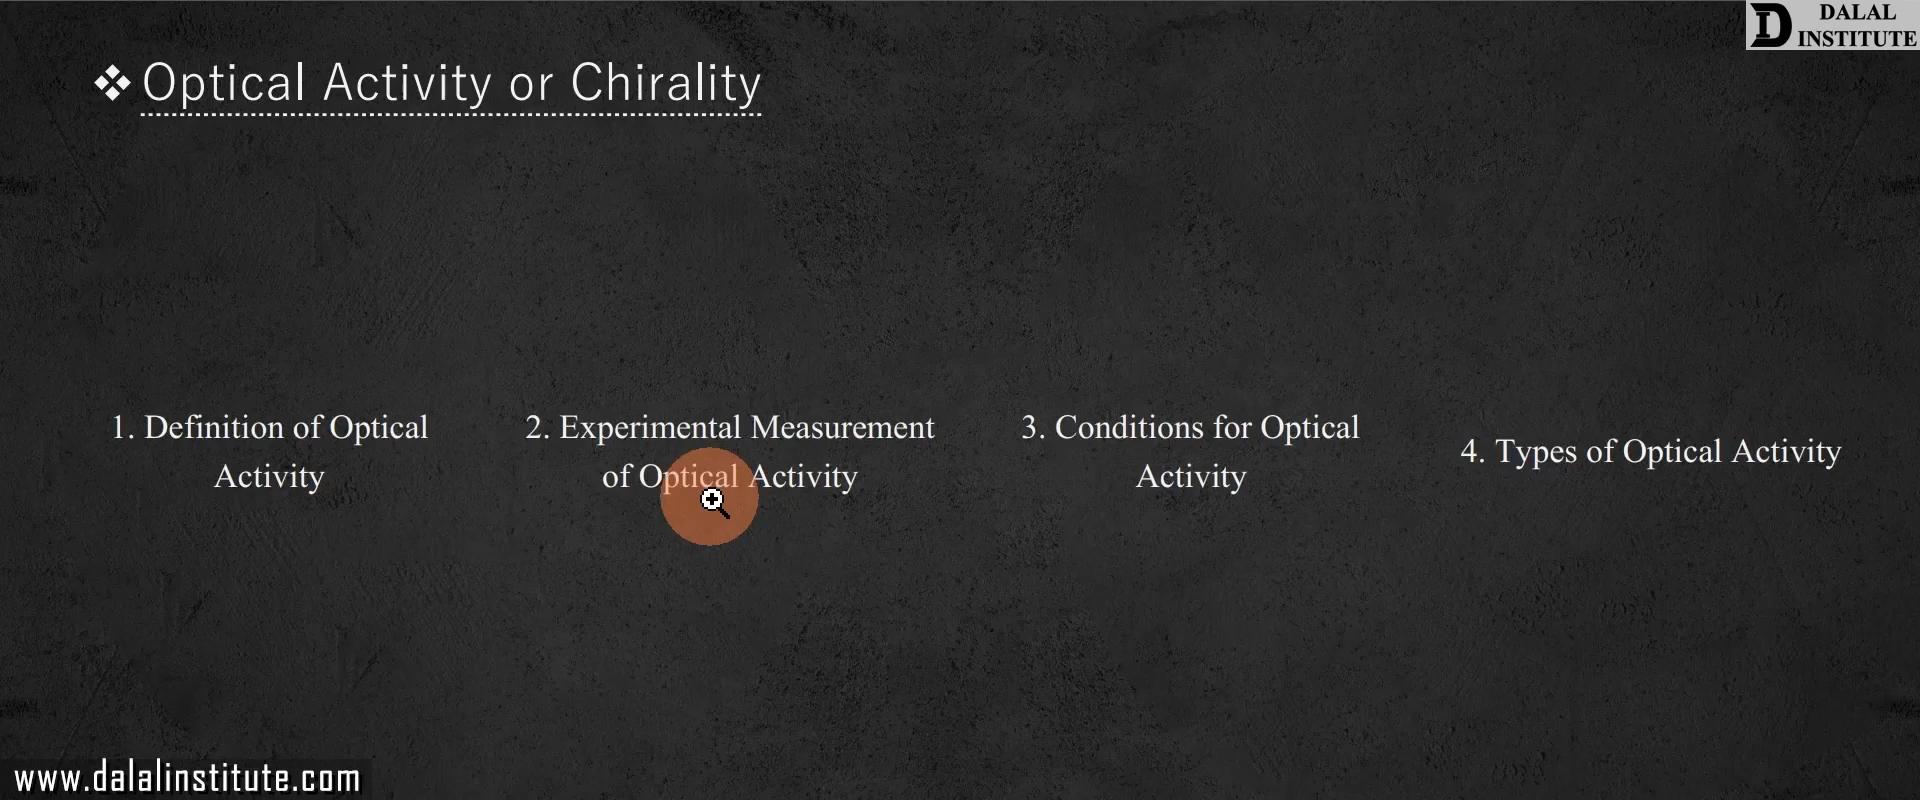 DALAL
INSTITUTE
Optical Activity or Chirality
1. Definition of Optical
Activity
2. Experimental Measurement
of Optical Activity
3. Conditions for Optical
Activity
4. Types of Optical Activity
www.dalalinstitute.com